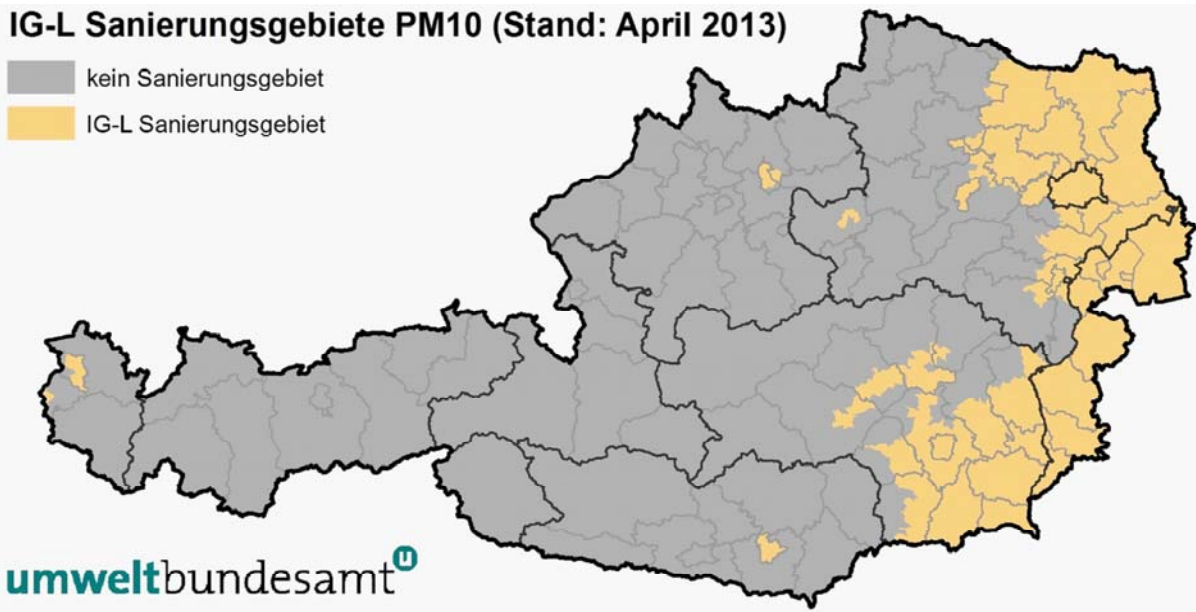 IG-L Sanierungsgebiete PM10 (Stand: April 2013)
kein Sanierungsgebiet
IG-L Sanierungsgebiet
umweltbundesamt
u